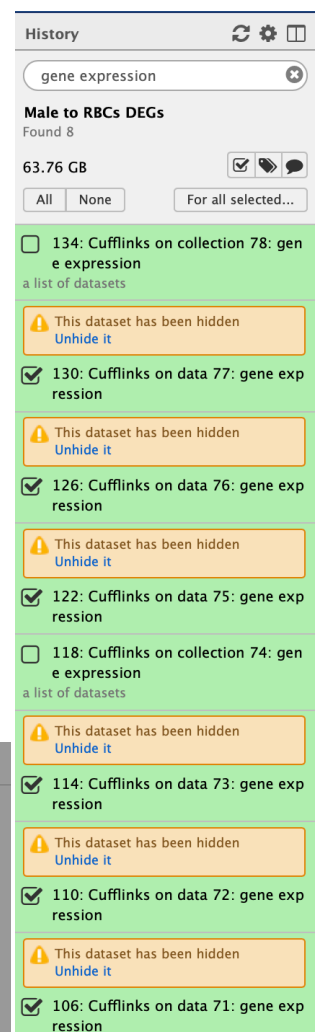 History
gene expression
Male to RBCs DEGs
Found 8
63.76 GB
All None For all selected...
134: Cufflinks on collection 78: gen
e expression
a list of datasets
This dataset has been hidden
Unhide it
130: Cufflinks on data 77: gene exp
ression
This dataset has been hidden
Unhide it
126: Cufflinks on data 76: gene exp
ression
This dataset has been hidden
Unhide it
122: Cufflinks on data 75: gene exp
ression
118: Cufflinks on collection 74: gen
e expression
a list of datasets
This dataset has been hidden
Unhide it
114: Cufflinks on data 73: gene exp
ression
This dataset has been hidden
Unhide it
110: Cufflinks on data 72: gene exp
ression
This dataset has been hidden
Unhide it
106: Cufflinks on data 71: gene exp
ression